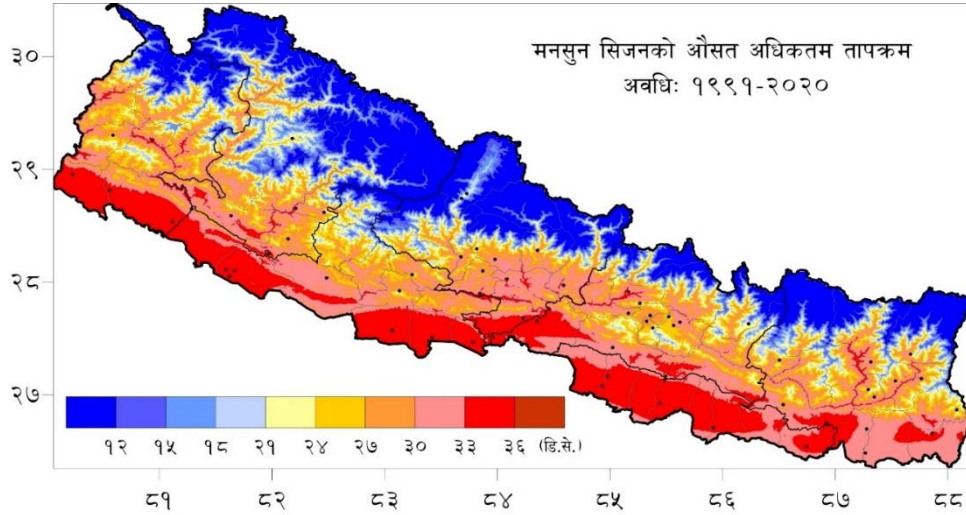 मनसुन सिजनको औसत अधिकतम तापक्रम
अवधिः १९९१-२०२०
३०
२९
२८
२७
१२ १५ १८ २१ २४ २७ ३० ३३ ३६ (डि.से.)
८१ ८२ ८३ ८४ ८५ ८६ ८७ ८८